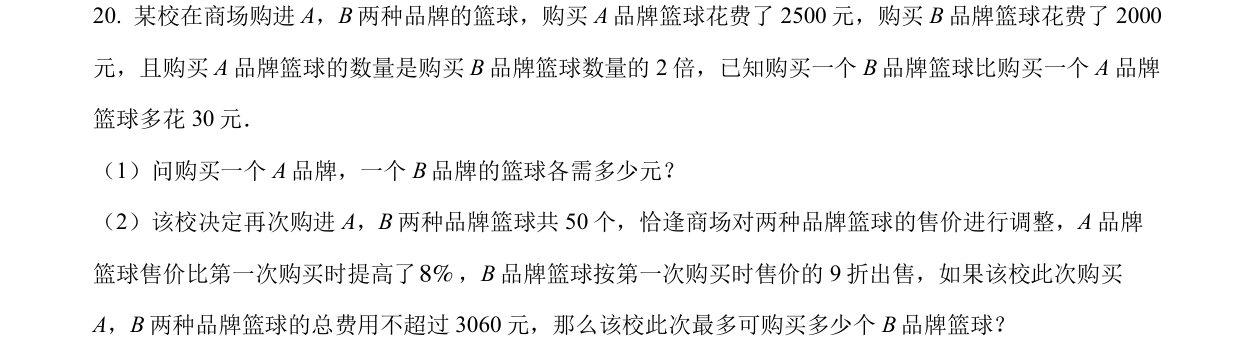 20. 某校在商场购进 A，B 两种品牌的篮球，购买 A 品牌篮球花费了 2500 元，购买 B 品牌篮球花费了 2000
元，且购买 A 品牌篮球的数量是购买 B 品牌篮球数量的 2 倍，已知购买一个 B 品牌篮球比购买一个 A 品牌
篮球多花 30 元．
（1）问购买一个 A 品牌，一个 B 品牌的篮球各需多少元？
（2）该校决定再次购进 A，B 两种品牌篮球共 50 个，恰逢商场对两种品牌篮球的售价进行调整，A 品牌
篮球售价比第一次购买时提高了 8%，B 品牌篮球按第一次购买时售价的 9 折出售，如果该校此次购买
A，B 两种品牌篮球的总费用不超过 3060 元，那么该校此次最多可购买多少个 B 品牌篮球？